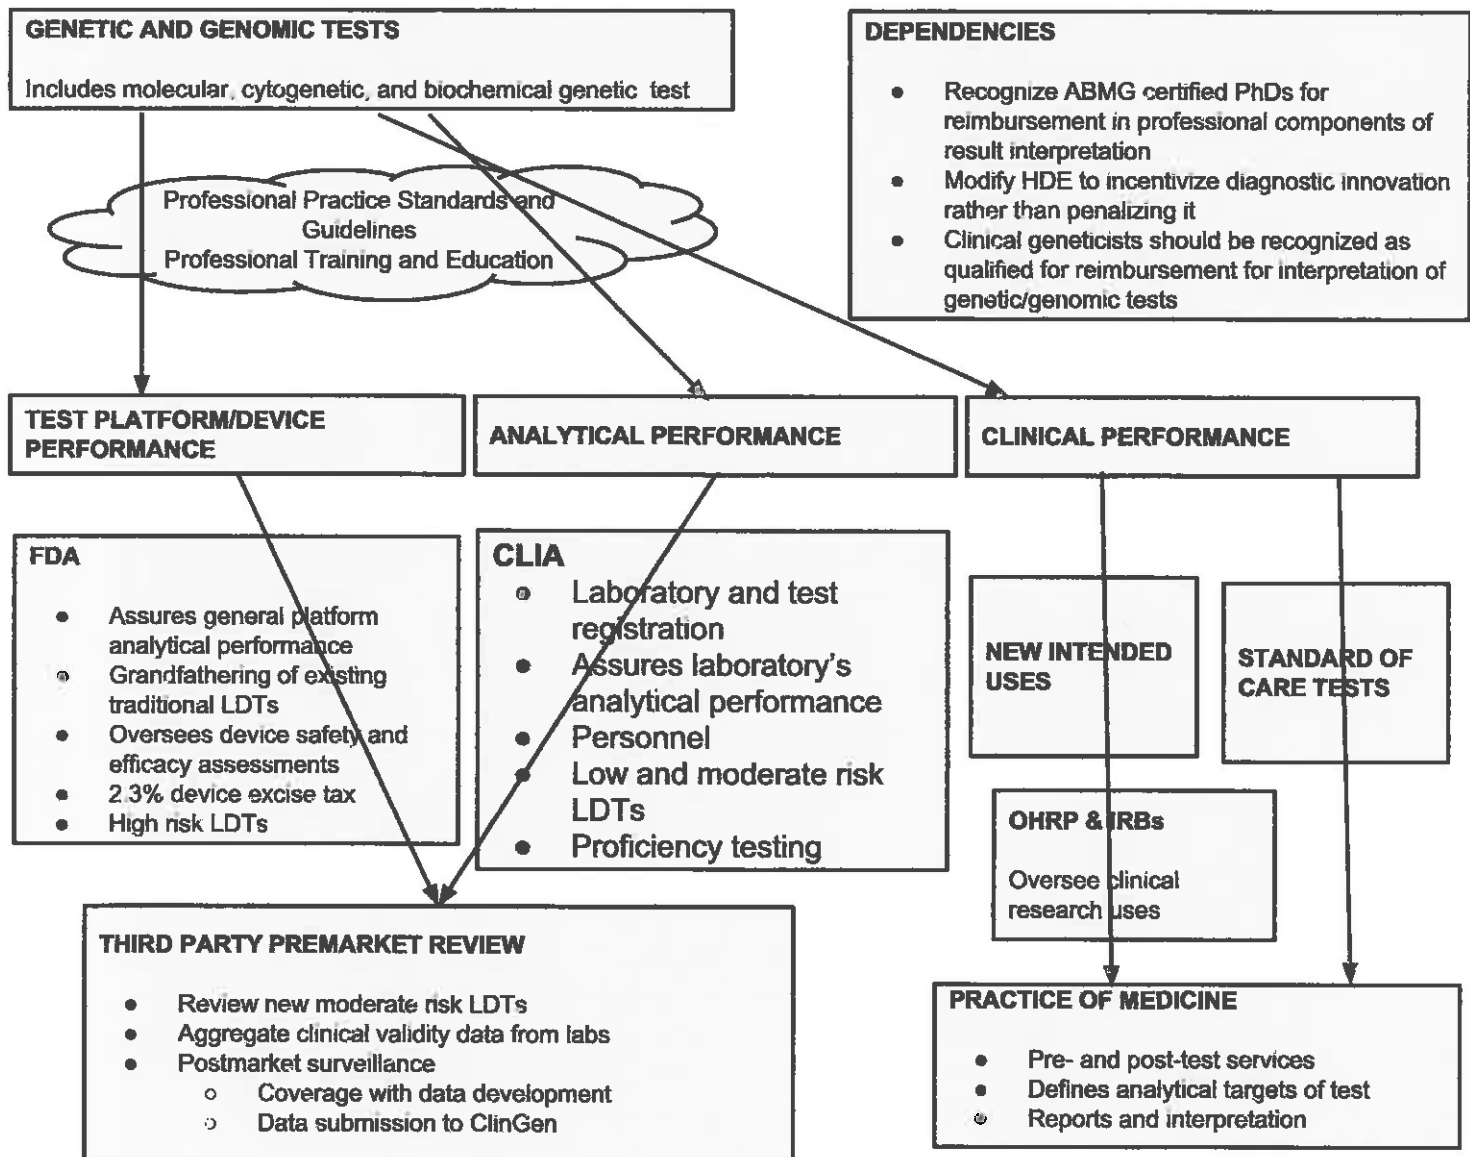 GENETIC AND GENOMIC TESTS
Includes molecular, cytogenetic, and biochemical genetic test
DEPENDENCIES
● Recognize ABMG certified PhDs for
reimbursement in professional components of
result interpretation
● Modify HDE to incentivize diagnostic innovation
rather than penalizing it
● Clinical geneticists should be recognized as
qualified for reimbursement for interpretation of
genetic/genomic tests
Professional Practice Standards and
Guidelines
Professional Training and Education
TEST PLATFORM/DEVICE
PERFORMANCE
ANALYTICAL PERFORMANCE
CLINICAL PERFORMANCE
FDA
● Assures general platform
analytical performance
● Grandfathering of existing
traditional LDTs
● Oversees device safety and
efficacy assessments
● 2.3% device excise tax
● High risk LDTs
CLIA
● Laboratory and test
registration
● Assures laboratory's
analytical performance
● Personnel
● Low and moderate risk
LDTs
● Proficiency testing
NEW INTENDED
USES
STANDARD OF
CARE TESTS
OHRP & IRBs
Oversee clinical
research uses
THIRD PARTY PREMARKET REVIEW
● Review new moderate risk LDTs
● Aggregate clinical validity data from labs
● Postmarket surveillance
○ Coverage with data development
○ Data submission to ClinGen
PRACTICE OF MEDICINE
● Pre- and post-test services
● Defines analytical targets of test
● Reports and interpretation